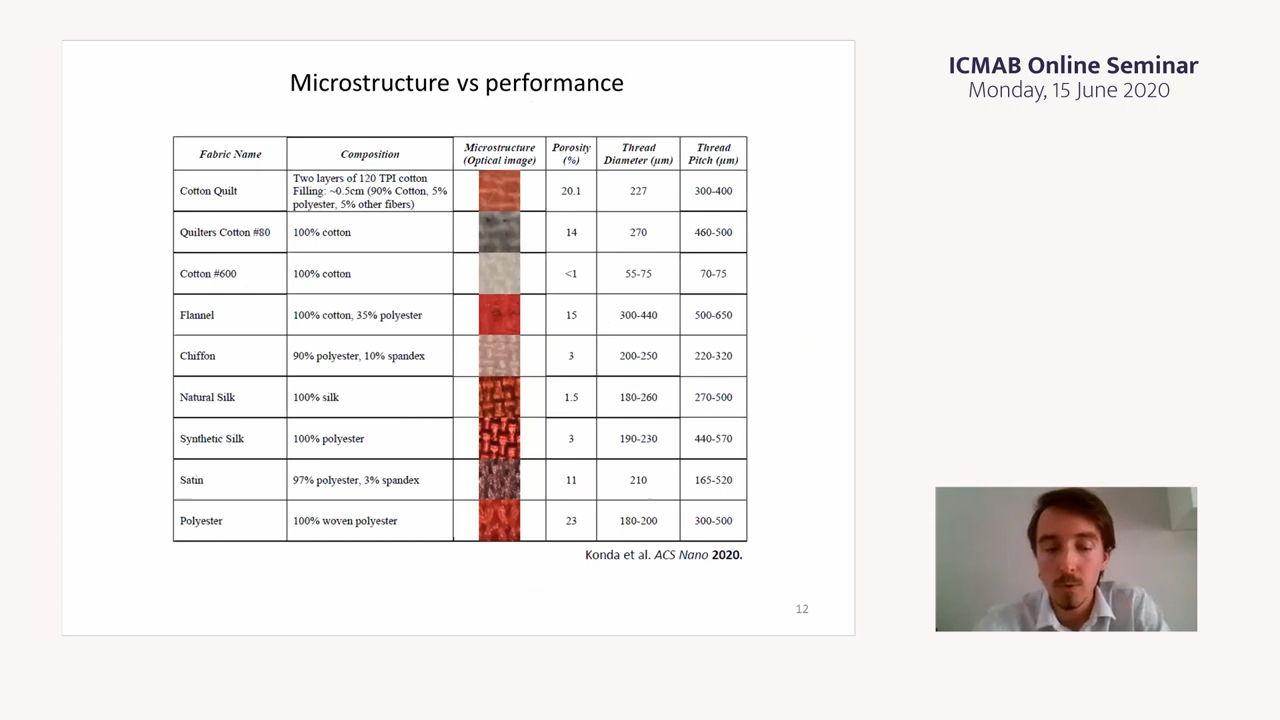 ICMAB Online Seminar
Monday, 15 June 2020
Microstructure vs performance
Fabric Name Composition Microstructure (Optical image) Porosity (%) Thread Diameter (μm) Thread Pitch (μm)
Cotton Quilt Two layers of 120 TPI cotton Filling: ~0.5cm (90% Cotton, 5% polyester, 5% other fibers) 20.1 227 300-400
Quilters Cotton #80 100% cotton 14 270 460-500
Cotton #600 100% cotton <1 55-75 70-75
Flannel 100% cotton, 35% polyester 15 300-440 500-650
Chiffon 90% polyester, 10% spandex 3 200-250 220-320
Natural Silk 100% silk 1.5 180-260 270-500
Synthetic Silk 100% polyester 3 190-230 440-570
Satin 97% polyester, 3% spandex 11 210 165-520
Polyester 100% woven polyester 23 180-200 300-500
Konda et al. ACS Nano 2020.
12